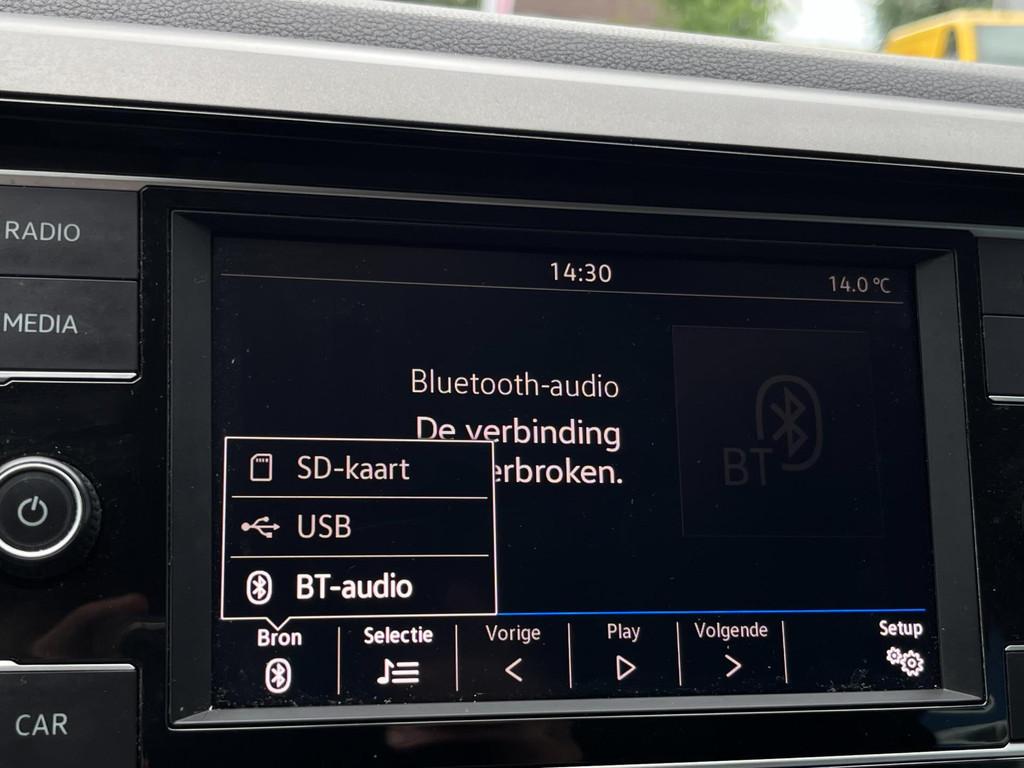 RADIO
MEDIA
CAR
14:30
14.0 °C
Bluetooth-audio
De verbinding
erbroken.
BT
SD-kaart
USB
BT-audio
Bron
Selectie
Vorige
Play
Volgende
Setup